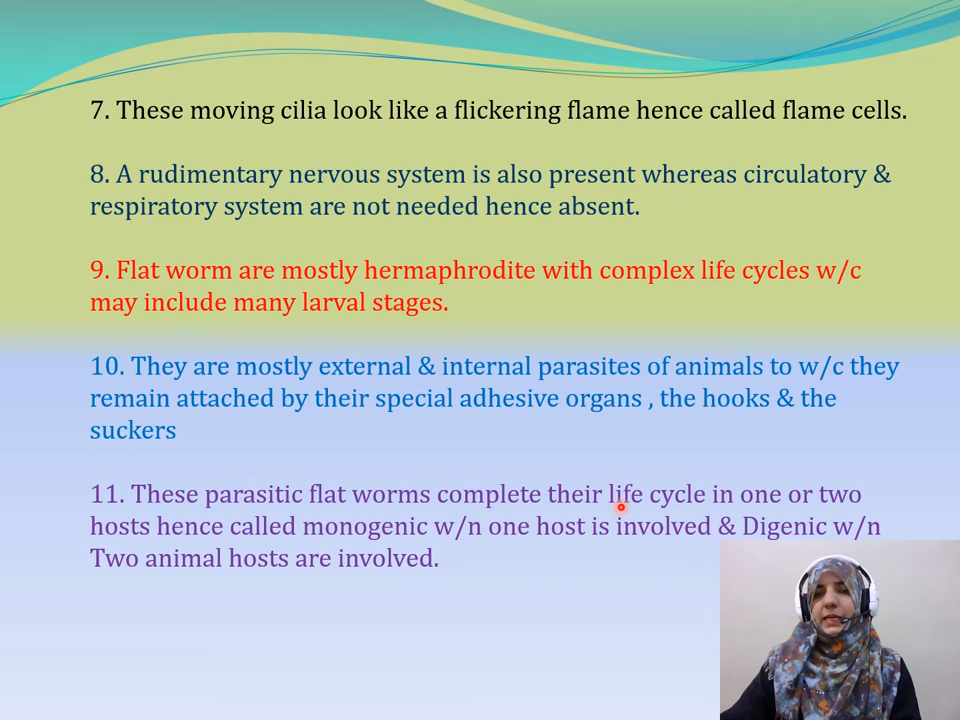 7. These moving cilia look like a flickering flame hence called flame cells.
8. A rudimentary nervous system is also present whereas circulatory &
respiratory system are not needed hence absent.
9. Flat worm are mostly hermaphrodite with complex life cycles w/c
may include many larval stages.
10. They are mostly external & internal parasites of animals to w/c they
remain attached by their special adhesive organs , the hooks & the
suckers
11. These parasitic flat worms complete their life cycle in one or two
hosts hence called monogenic w/n one host is involved & Digenic w/n
Two animal hosts are involved.